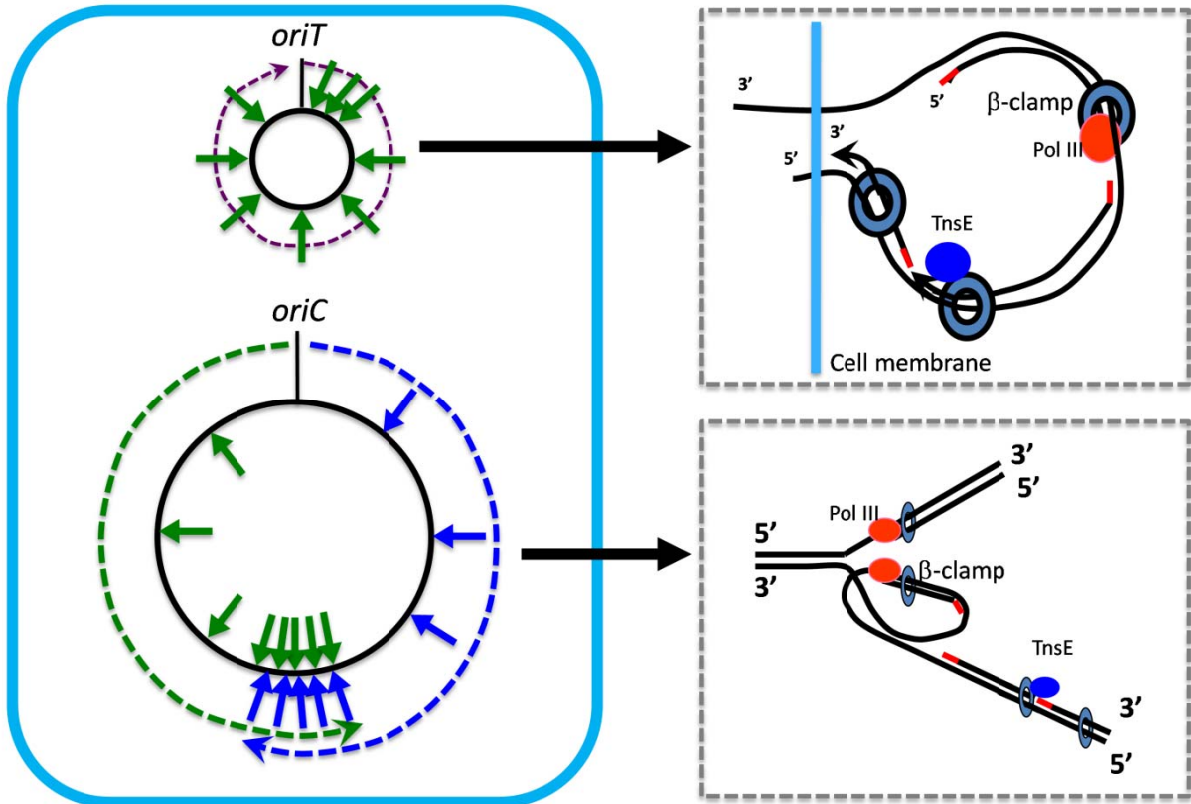 oriT
oriC
3’
5’
β-clamp
Pol III
3’
5’
TnsE
Cell membrane
3’
5’
Pol III
5’
3’
β-clamp
TnsE
3’
5’